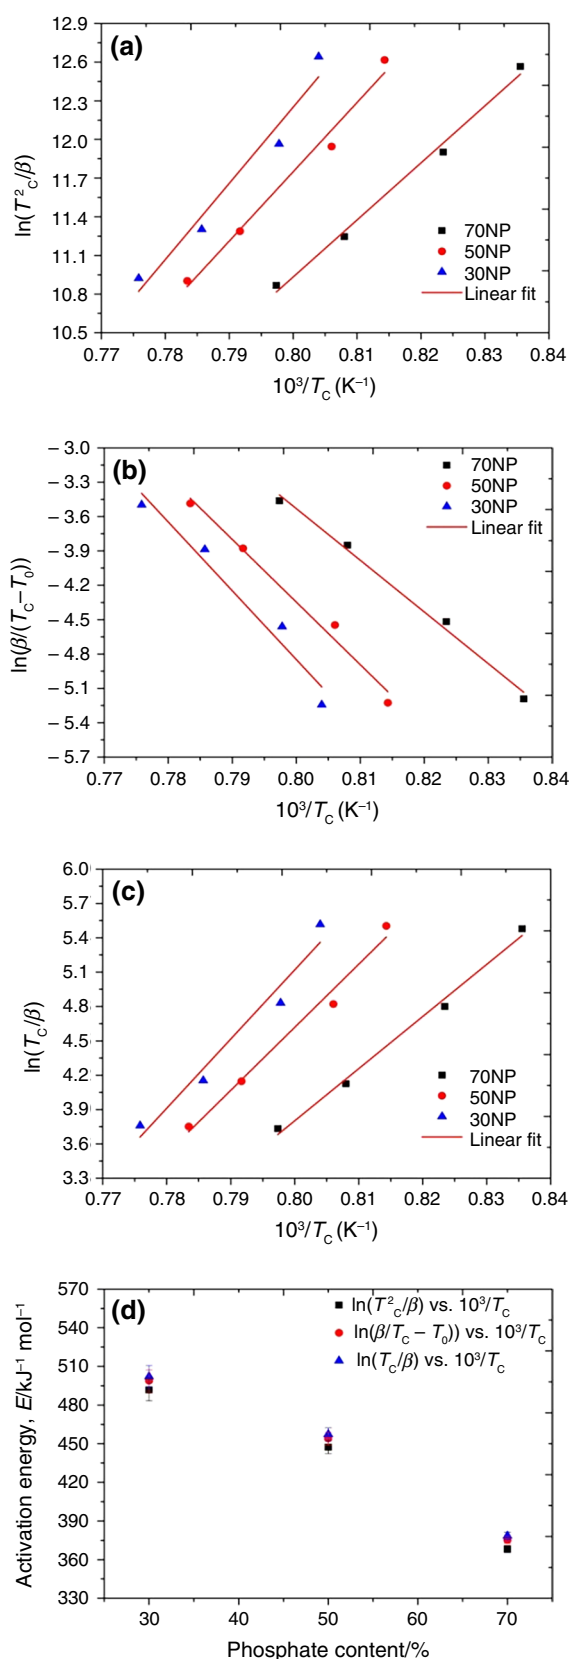 (a)
12.9
12.6
12.3
12.0
11.7
11.4
11.1
10.8
10.5
ln(T²C/β)
70NP
50NP
30NP
Linear fit
0.77 0.78 0.79 0.80 0.81 0.82 0.83 0.84
10³/TC (K⁻¹)
(b)
– 3.0
– 3.3
– 3.6
– 3.9
– 4.2
– 4.5
– 4.8
– 5.1
– 5.4
– 5.7
ln(β/(TC – T0))
70NP
50NP
30NP
Linear fit
0.77 0.78 0.79 0.80 0.81 0.82 0.83 0.84
10³/TC (K⁻¹)
(c)
6.0
5.7
5.4
5.1
4.8
4.5
4.2
3.9
3.6
3.3
ln(TC/β)
70NP
50NP
30NP
Linear fit
0.77 0.78 0.79 0.80 0.81 0.82 0.83 0.84
10³/TC (K⁻¹)
(d)
570
540
510
480
450
420
390
360
330
Activation energy, E/kJ⁻¹ mol⁻¹
ln(T²C/β) vs. 10³/TC
ln(β/TC – T0)) vs. 10³/TC
ln(TC/β) vs. 10³/TC
30 40 50 60 70
Phosphate content/%